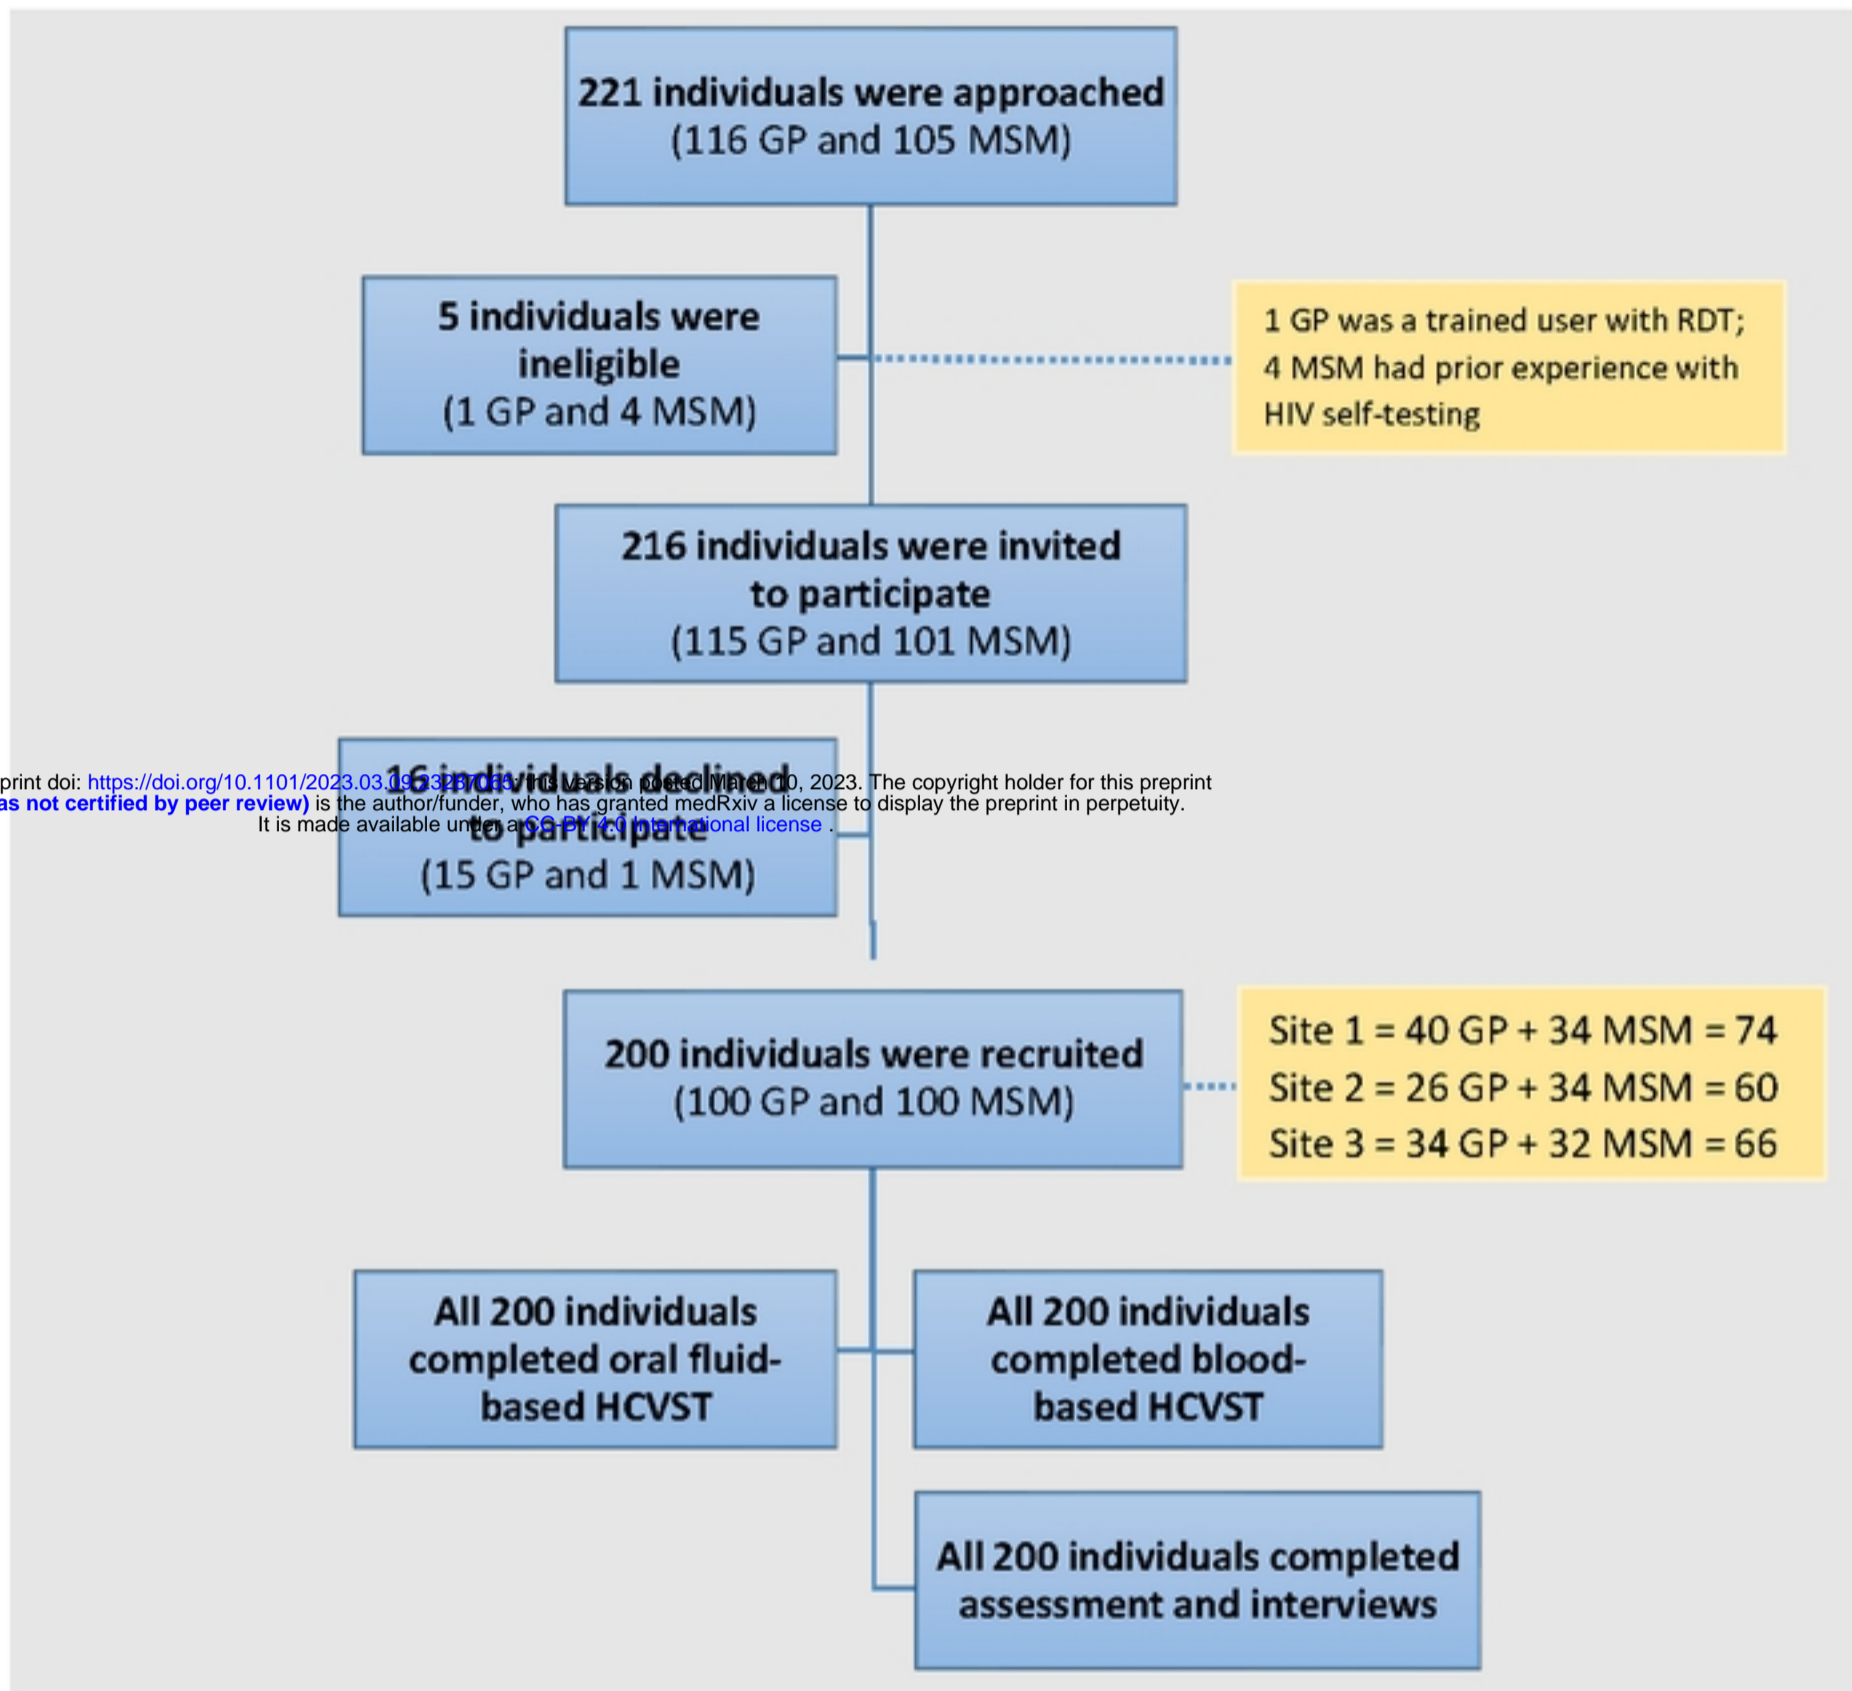 221 individuals were approached
(116 GP and 105 MSM)
5 individuals were
ineligible
(1 GP and 4 MSM)
1 GP was a trained user with RDT;
4 MSM had prior experience with
HIV self-testing
216 individuals were invited
to participate
(115 GP and 101 MSM)
16 individuals declined
to participate
(15 GP and 1 MSM)
print doi: https://doi.org/10.1101/2023.03.09.23287065; this version posted March 10, 2023. The copyright holder for this preprint
as not certified by peer review) is the author/funder, who has granted medRxiv a license to display the preprint in perpetuity.
It is made available under a CC-BY 4.0 International license .
200 individuals were recruited
(100 GP and 100 MSM)
Site 1 = 40 GP + 34 MSM = 74
Site 2 = 26 GP + 34 MSM = 60
Site 3 = 34 GP + 32 MSM = 66
All 200 individuals
completed oral fluid-
based HCVST
All 200 individuals
completed blood-
based HCVST
All 200 individuals completed
assessment and interviews